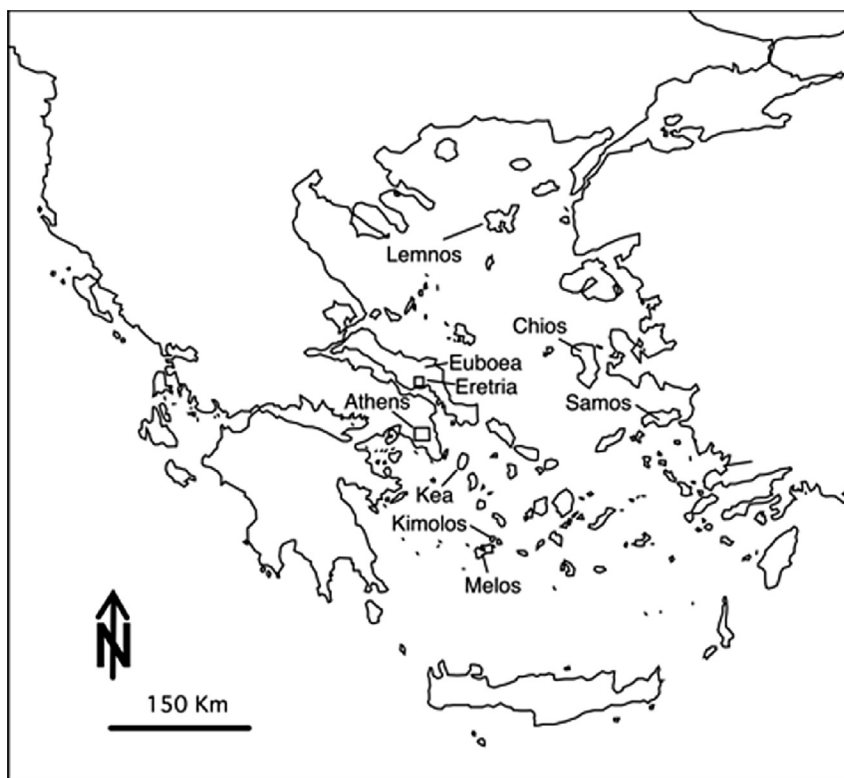 Lemnos
Chios
Euboea
Eretria
Athens
Samos
Kea
Kimolos
Melos
N
150 Km